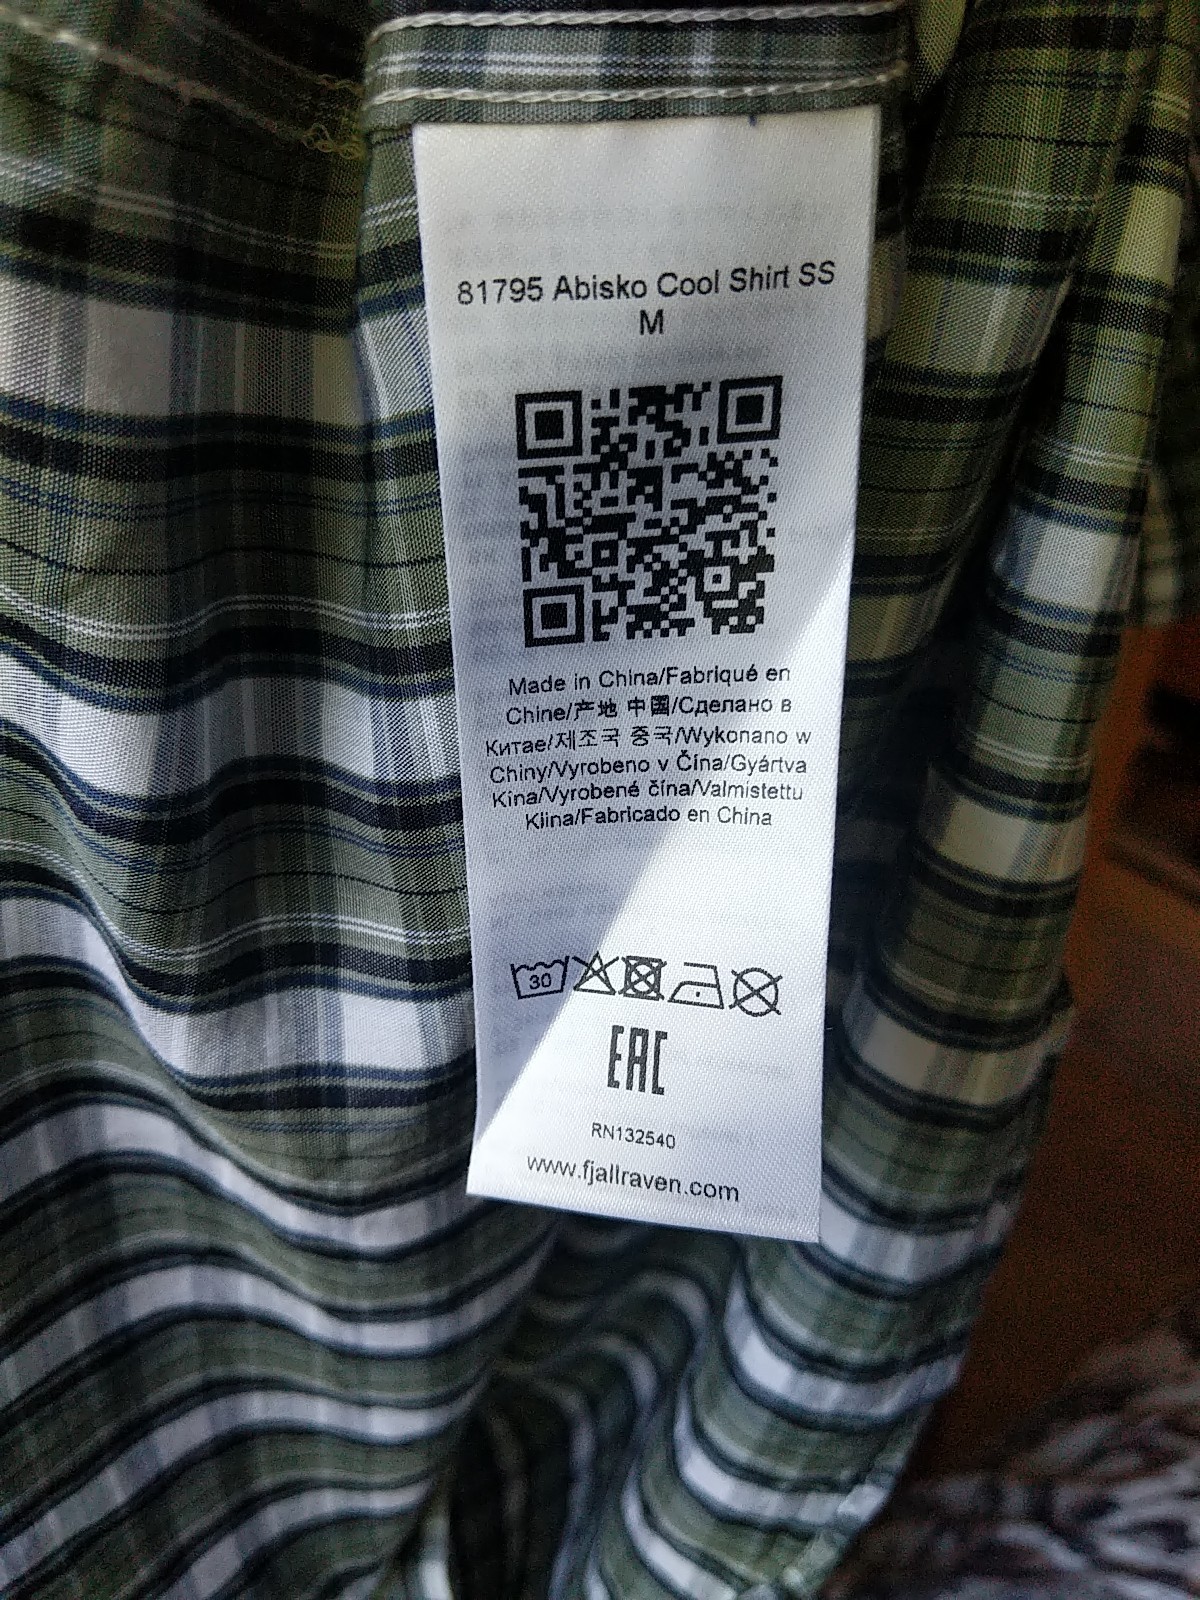 81795 Abisko Cool Shirt SS
M
Made in China/Fabriqué en
Chine/产地 中國/Сделано в
Китае/제조국 중국/Wykonano w
Chiny/Vyrobeno v Čína/Gyártva
Kína/Vyrobené čína/Valmistettu
Kiina/Fabricado en China
30
EAC
RN132540
www.fjallraven.com